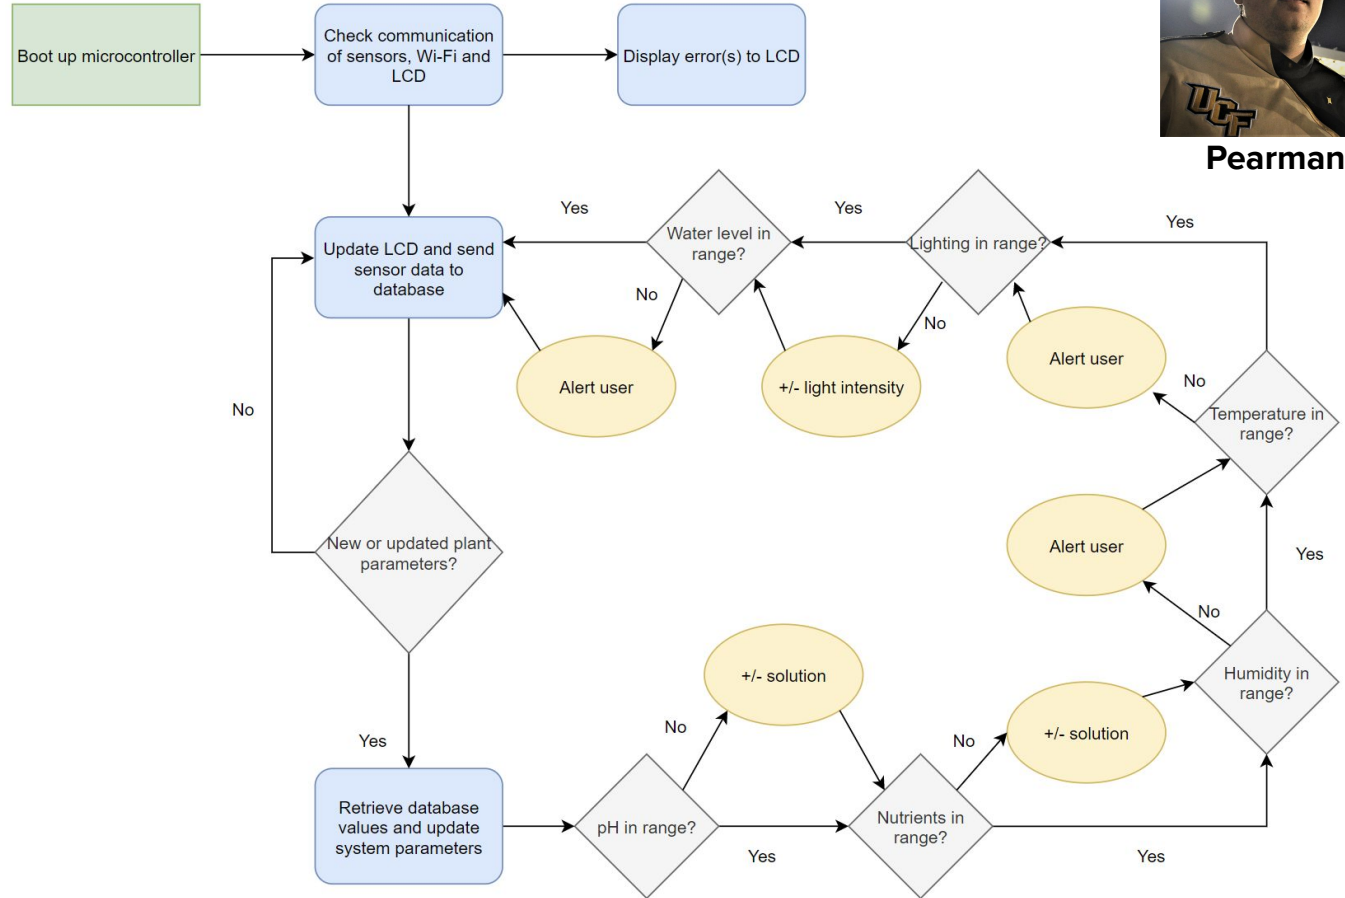 Boot up microcontroller
Check communication
of sensors, Wi-Fi and
LCD
Display error(s) to LCD
UCF
Pearman
Update LCD and send
sensor data to
database
Yes
Water level in
range?
Yes
Lighting in range?
Yes
No
Alert user
No
+/- light intensity
Alert user
No
Temperature in
range?
No
New or updated plant
parameters?
Alert user
Yes
No
Humidity in
range?
Yes
Retrieve database
values and update
system parameters
pH in range?
No
+/- solution
Yes
Nutrients in
range?
No
+/- solution
Yes